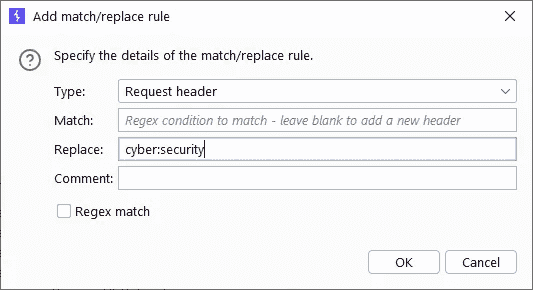 Add match/replace rule
Specify the details of the match/replace rule.
Type: Request header
Match: Regex condition to match - leave blank to add a new header
Replace: cyber:security
Comment:
Regex match
OK Cancel